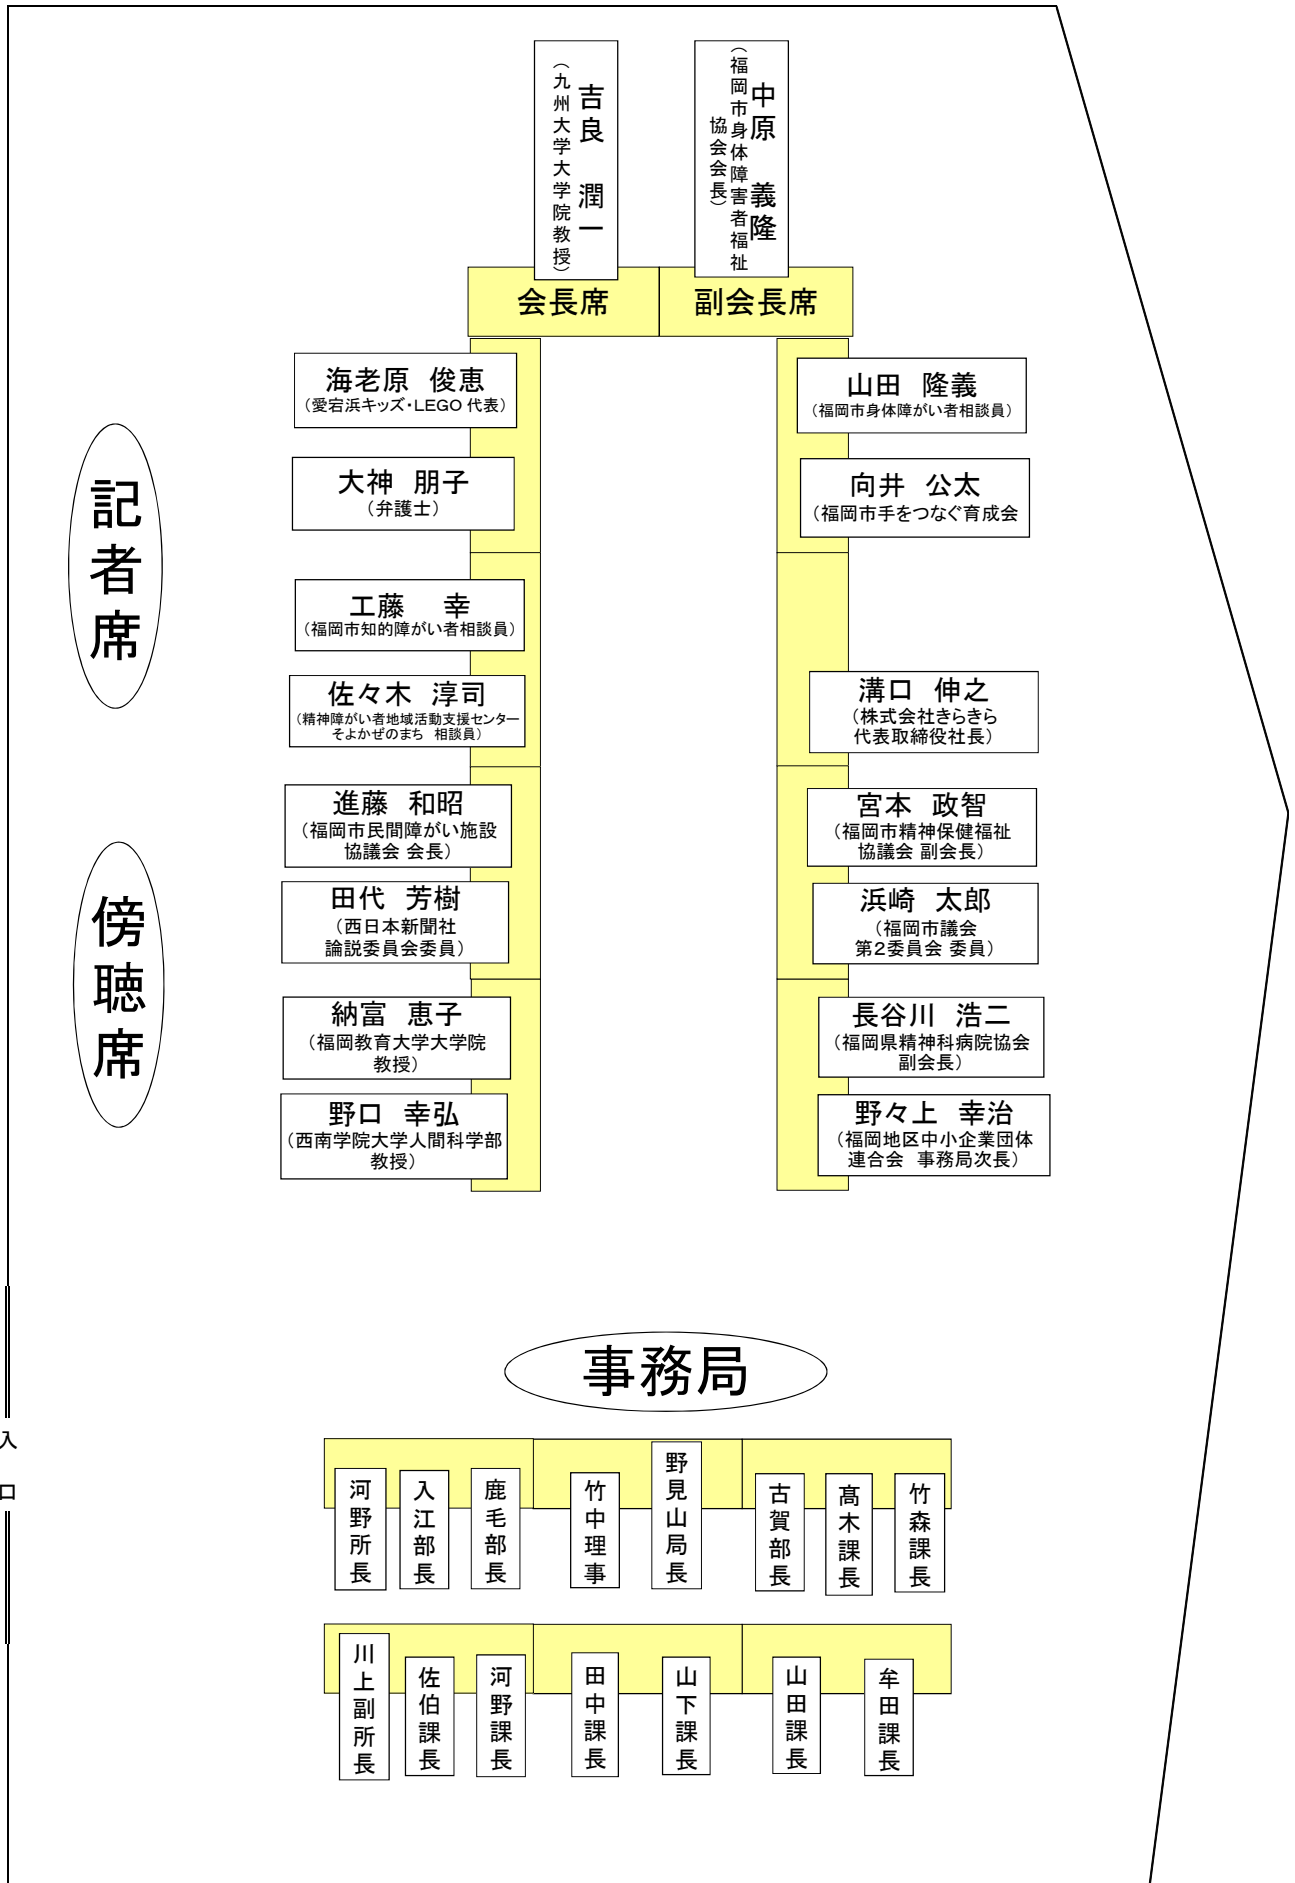 吉良　潤一
（九州大学大学院教授）
中原　義隆
（福岡市身体障害者福祉
協会会長）
会長席
副会長席
海老原 俊恵
（愛宕浜キッズ・LEGO 代表）
大神 朋子
（弁護士）
工藤　幸
（福岡市知的障がい者相談員）
佐々木 淳司
（精神障がい者地域活動支援センター
そよかぜのまち 相談員）
進藤 和昭
（福岡市民間障がい施設
協議会 会長）
田代 芳樹
（西日本新聞社
論説委員会委員）
納富 恵子
（福岡教育大学大学院
教授）
野口 幸弘
（西南学院大学人間科学部
教授）
山田 隆義
（福岡市身体障がい者相談員）
向井 公太
（福岡市手をつなぐ育成会
溝口 伸之
（株式会社きらきら
代表取締役社長）
宮本 政智
（福岡市精神保健福祉
協議会 副会長）
浜崎 太郎
（福岡市議会
第2委員会 委員）
長谷川 浩二
（福岡県精神科病院協会
副会長）
野々上 幸治
（福岡地区中小企業団体
連合会 事務局次長）
記者席
傍聴席
事務局
入口
河野所長
入江部長
鹿毛部長
竹中理事
野見山局長
古賀部長
髙木課長
竹森課長
川上副所長
佐伯課長
河野課長
田中課長
山下課長
山田課長
牟田課長